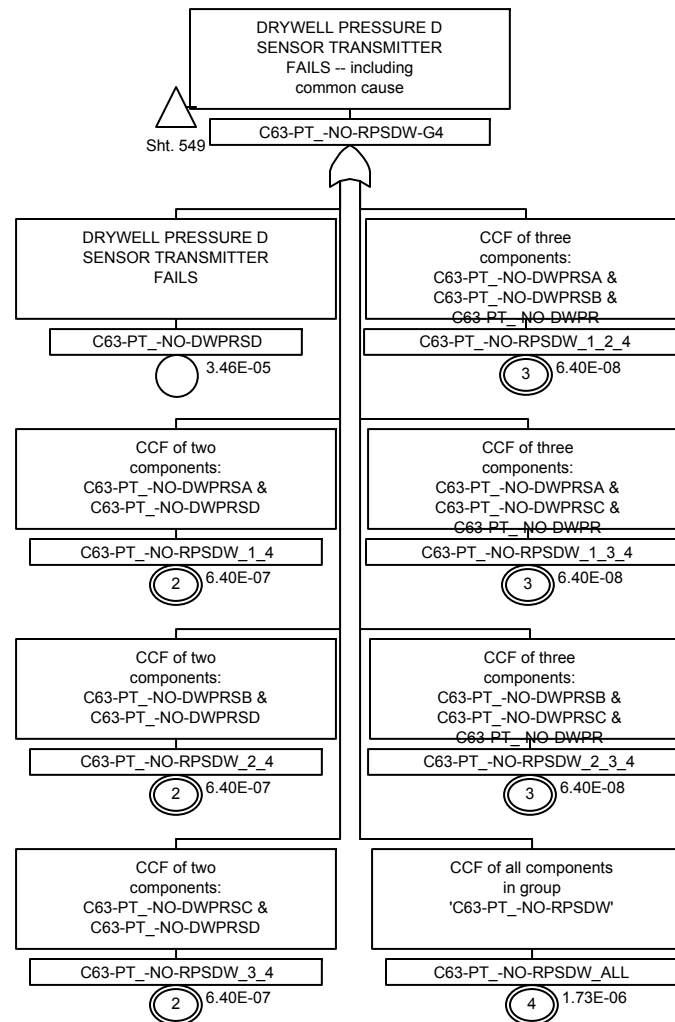 DRYWELL PRESSURE D
SENSOR TRANSMITTER
FAILS -- including
common cause
Sht. 549
C63-PT_-NO-RPSDW-G4
DRYWELL PRESSURE D
SENSOR TRANSMITTER
FAILS
C63-PT_-NO-DWPRSD
3.46E-05
CCF of three
components:
C63-PT_-NO-DWPRSA &
C63-PT_-NO-DWPRSB &
C63-PT_-NO-DWPR
C63-PT_-NO-RPSDW_1_2_4
3
6.40E-08
CCF of two
components:
C63-PT_-NO-DWPRSA &
C63-PT_-NO-DWPRSD
C63-PT_-NO-RPSDW_1_4
2
6.40E-07
CCF of three
components:
C63-PT_-NO-DWPRSA &
C63-PT_-NO-DWPRSC &
C63-PT_-NO-DWPR
C63-PT_-NO-RPSDW_1_3_4
3
6.40E-08
CCF of two
components:
C63-PT_-NO-DWPRSB &
C63-PT_-NO-DWPRSD
C63-PT_-NO-RPSDW_2_4
2
6.40E-07
CCF of three
components:
C63-PT_-NO-DWPRSB &
C63-PT_-NO-DWPRSC &
C63-PT_-NO-DWPR
C63-PT_-NO-RPSDW_2_3_4
3
6.40E-08
CCF of two
components:
C63-PT_-NO-DWPRSC &
C63-PT_-NO-DWPRSD
C63-PT_-NO-RPSDW_3_4
2
6.40E-07
CCF of all components
in group
'C63-PT_-NO-RPSDW'
C63-PT_-NO-RPSDW_ALL
4
1.73E-06